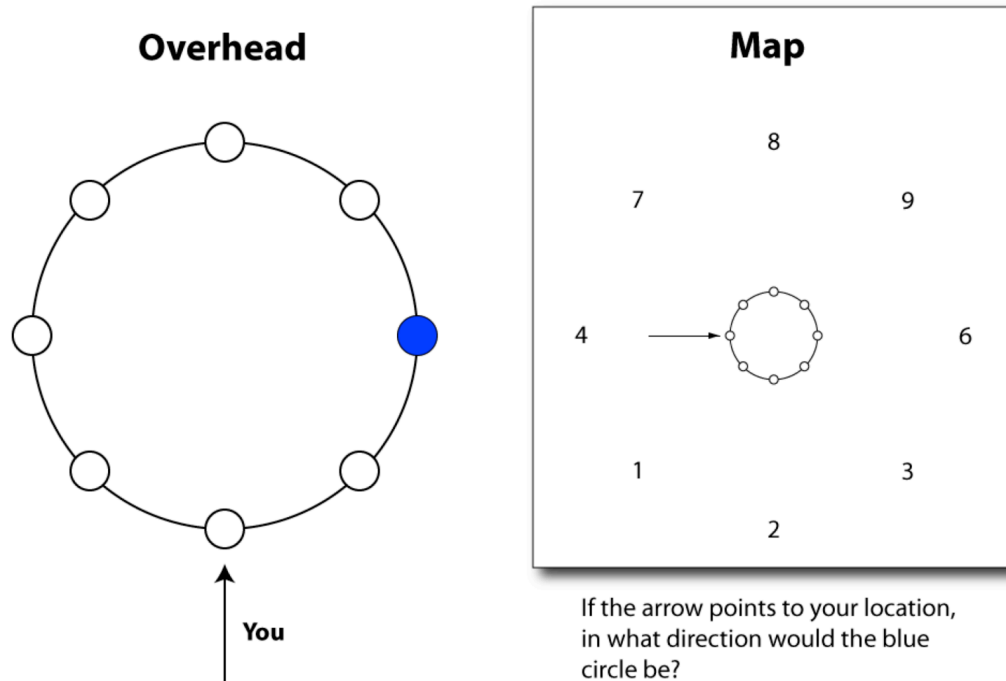 Overhead
You
Map
8
7
9
4
6
1
3
2
If the arrow points to your location,
in what direction would the blue
circle be?